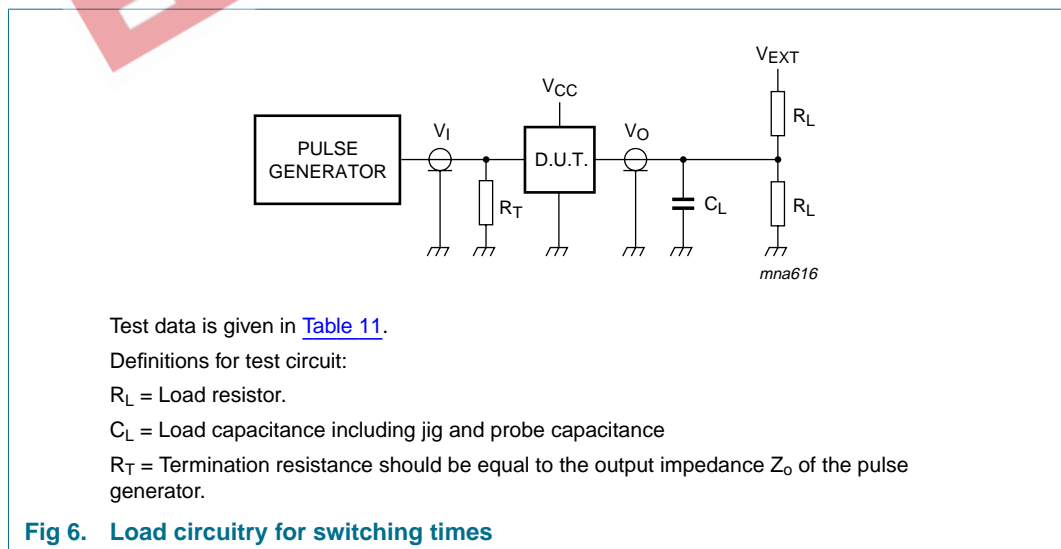 VEXT
VCC
RL
VI
VO
PULSE
GENERATOR
D.U.T.
RT
CL
RL
mna616
Test data is given in Table 11.
Definitions for test circuit:
RL = Load resistor.
CL = Load capacitance including jig and probe capacitance
RT = Termination resistance should be equal to the output impedance Zo of the pulse
generator.
Fig 6. Load circuitry for switching times